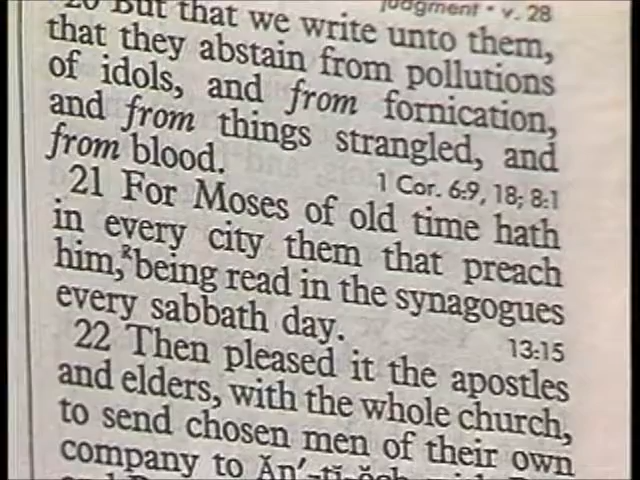 judgment • v. 28
20 But that we write unto them,
that they abstain from pollutions
of idols, and from fornication,
and from things strangled, and
from blood.
1 Cor. 6:9, 18; 8:1
21 For Moses of old time hath
in every city them that preach
him, being read in the synagogues
every sabbath day.
13:15
22 Then pleased it the apostles
and elders, with the whole church,
to send chosen men of their own
company to Ăn´-tĭ-ŏch